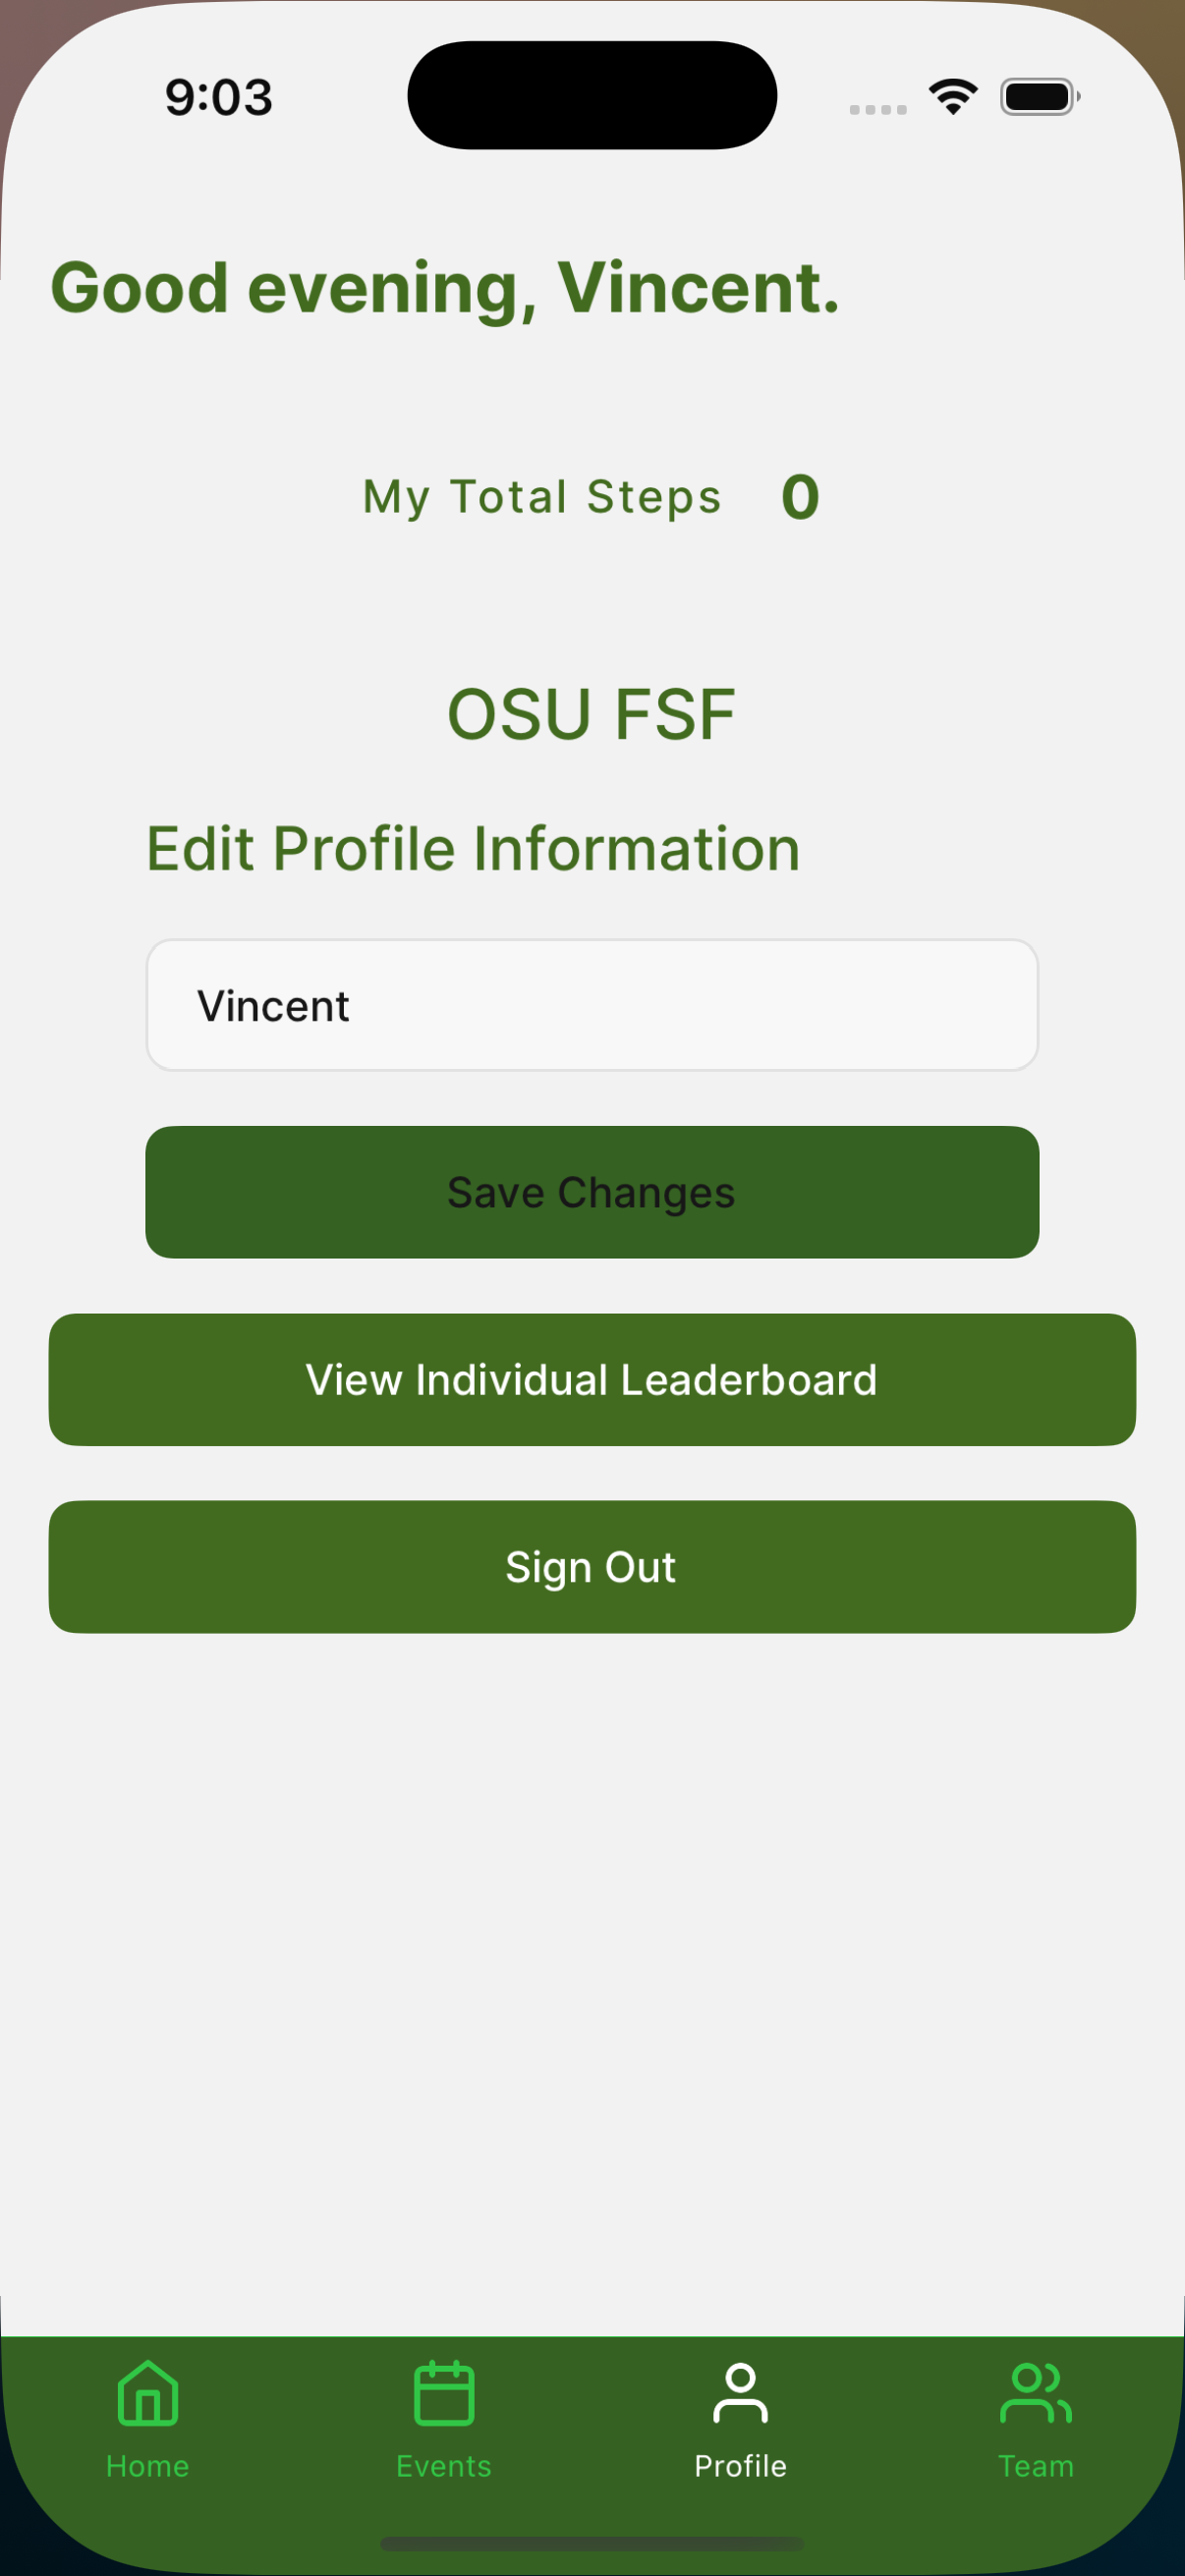 9:03
Good evening, Vincent.
My Total Steps 0
OSU FSF
Edit Profile Information
Vincent
Save Changes
View Individual Leaderboard
Sign Out
Home Events Profile Team